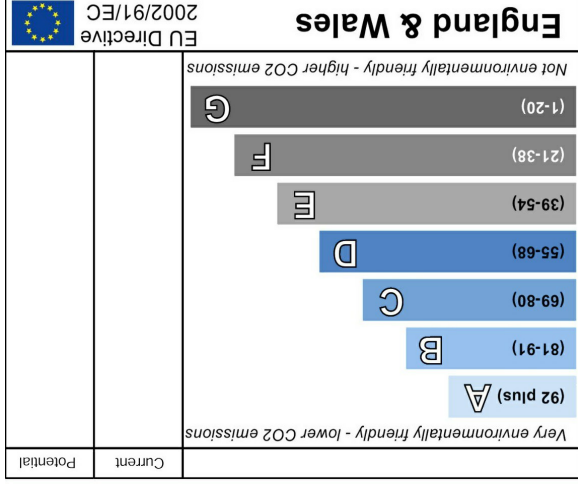 Current Potential
Very environmentally friendly - lower CO2 emissions
(92 plus) A
(81-91) B
(69-80) C
(55-68) D
(39-54) E
(21-38) F
(1-20) G
Not environmentally friendly - higher CO2 emissions
England & Wales
EU Directive
2002/91/EC